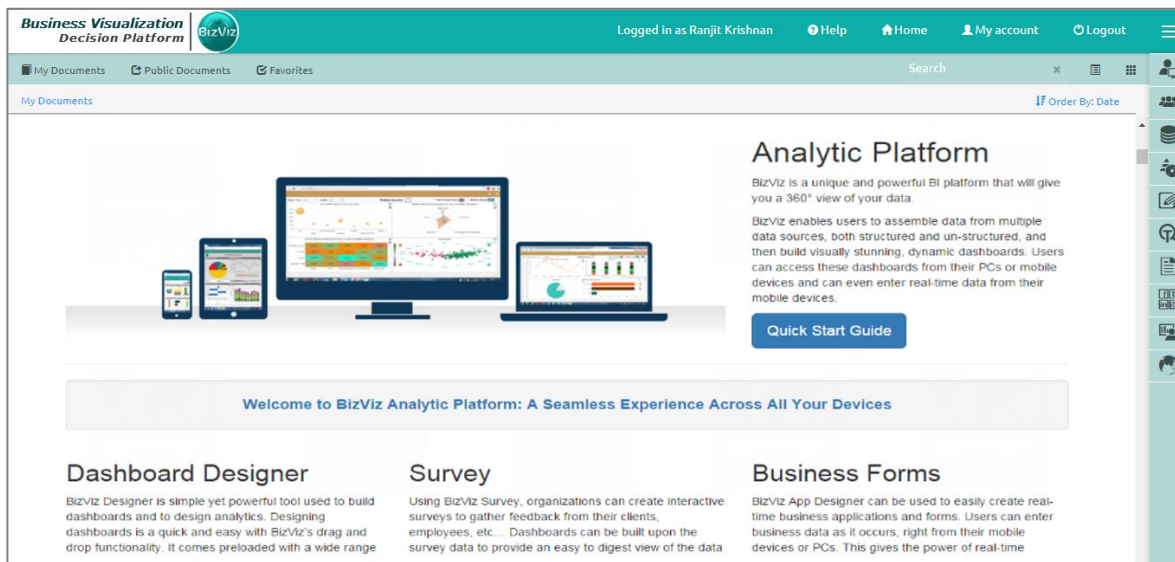 Business Visualization
Decision Platform
BizViz
Logged in as Ranjit Krishnan
Help
Home
My account
Logout
My Documents
Public Documents
Favorites
Search
My Documents
Order By: Date
Analytic Platform
BizViz is a unique and powerful BI platform that will give
you a 360° view of your data.
BizViz enables users to assemble data from multiple
data sources, both structured and un-structured, and
then build visually stunning, dynamic dashboards. Users
can access these dashboards from their PCs or mobile
devices and can even enter real-time data from their
mobile devices.
Quick Start Guide
Welcome to BizViz Analytic Platform: A Seamless Experience Across All Your Devices
Dashboard Designer
BizViz Designer is simple yet powerful tool used to build
dashboards and to design analytics. Designing
dashboards is a quick and easy with BizViz's drag and
drop functionality. It comes preloaded with a wide range
Survey
Using BizViz Survey, organizations can create interactive
surveys to gather feedback from their clients,
employees, etc... Dashboards can be built upon the
survey data to provide an easy to digest view of the data
Business Forms
BizViz App Designer can be used to easily create real-
time business applications and forms. Users can enter
business data as it occurs, right from their mobile
devices or PCs. This gives the power of real-time